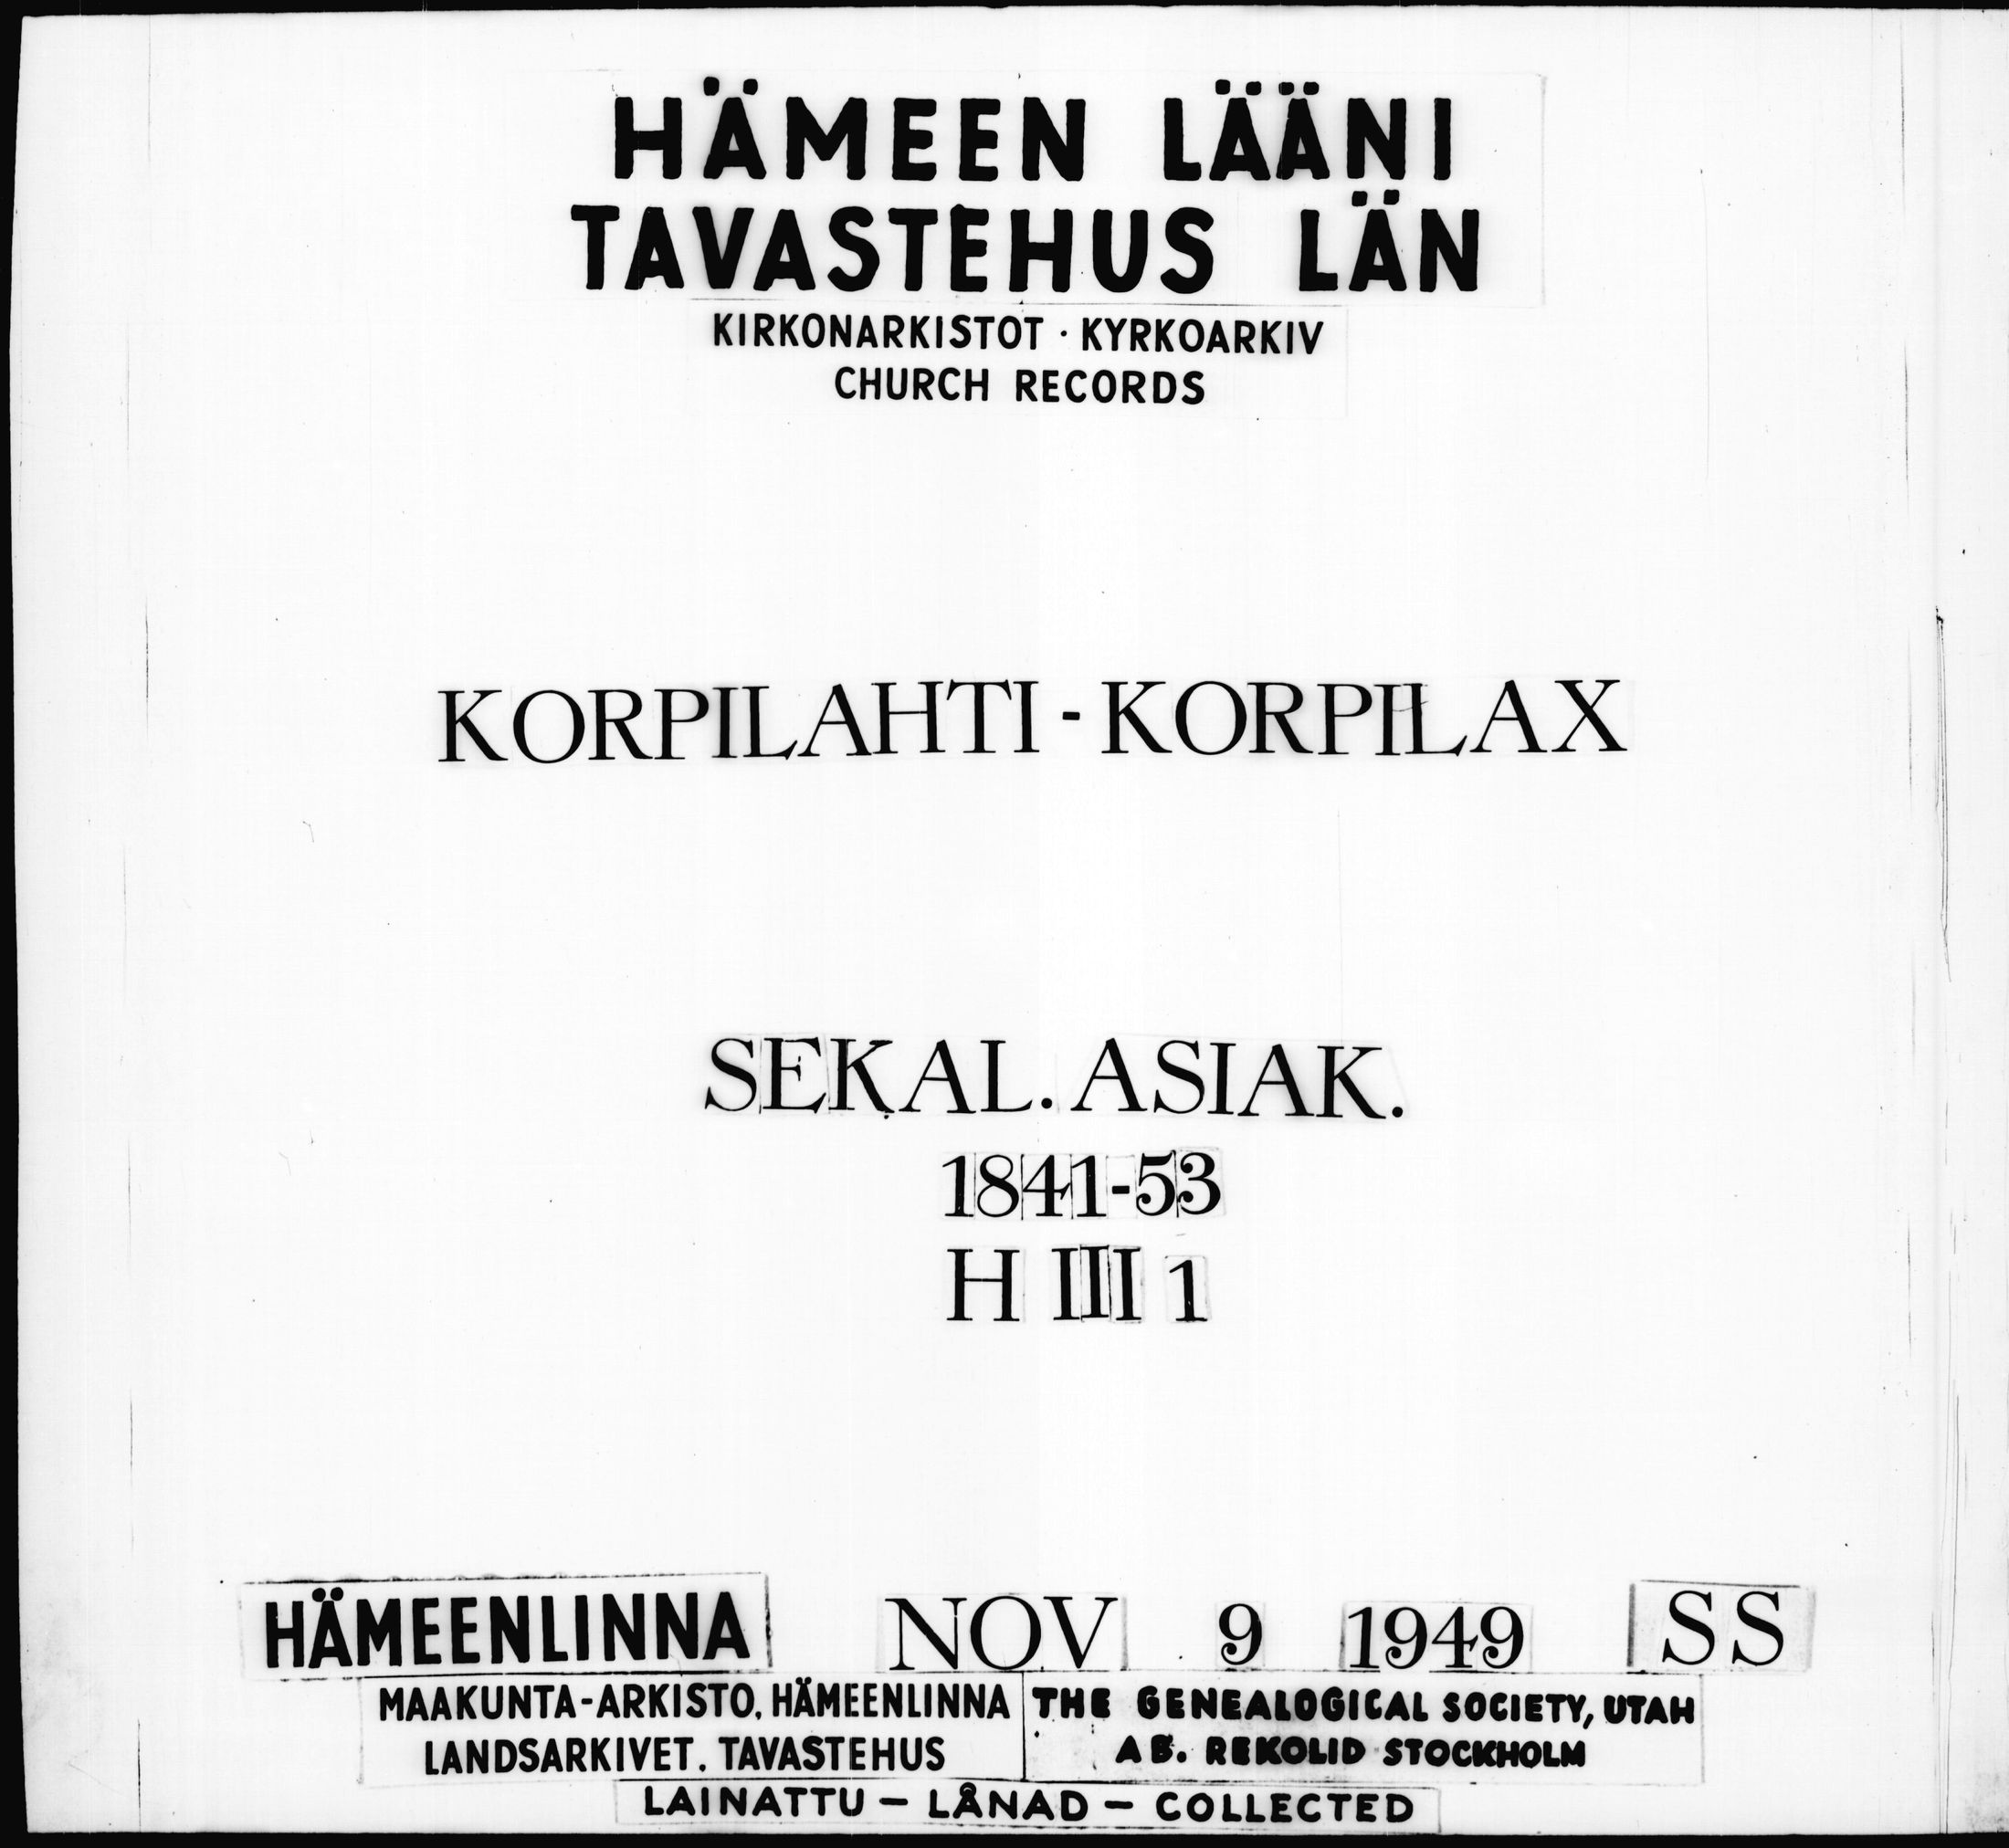 HÄMEEN LÄÄNI
TAVASTEHUS LÄN
KIRKONARKISTOT · KYRKOARKIV
CHURCH RECORDS
KORPILAHTI - KORPILAX
SEKAL. ASIAK.
1841-53
H III 1
HÄMEENLINNA NOV 9 1949 SS
MAAKUNTA-ARKISTO, HÄMEENLINNA THE GENEALOGICAL SOCIETY, UTAH
LANDSARKIVET. TAVASTEHUS AB. REKOLID STOCKHOLM
LAINATTU — LÅNAD — COLLECTED